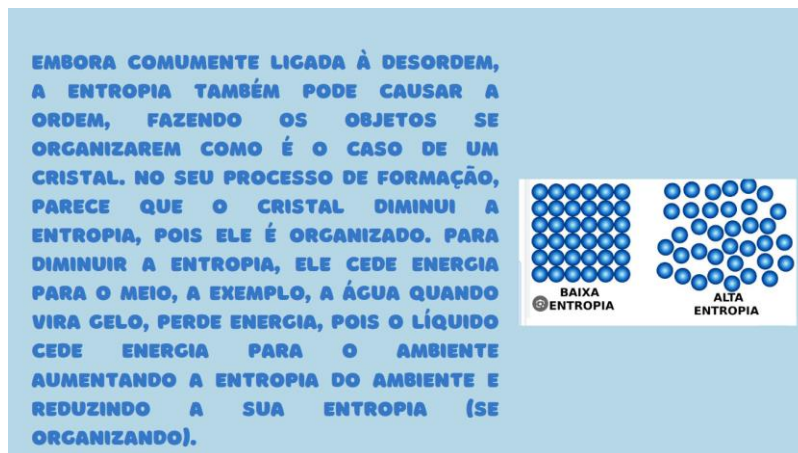 EMBORA COMUMENTE LIGADA À DESORDEM,
A ENTROPIA TAMBÉM PODE CAUSAR A
ORDEM, FAZENDO OS OBJETOS SE
ORGANIZAREM COMO É O CASO DE UM
CRISTAL. NO SEU PROCESSO DE FORMAÇÃO,
PARECE QUE O CRISTAL DIMINUI A
ENTROPIA, POIS ELE É ORGANIZADO. PARA
DIMINUIR A ENTROPIA, ELE CEDE ENERGIA
PARA O MEIO, A EXEMPLO, A ÁGUA QUANDO
VIRA GELO, PERDE ENERGIA, POIS O LÍQUIDO
CEDE ENERGIA PARA O AMBIENTE
AUMENTANDO A ENTROPIA DO AMBIENTE E
REDUZINDO A SUA ENTROPIA (SE
ORGANIZANDO).
BAIXA
ENTROPIA
ALTA
ENTROPIA